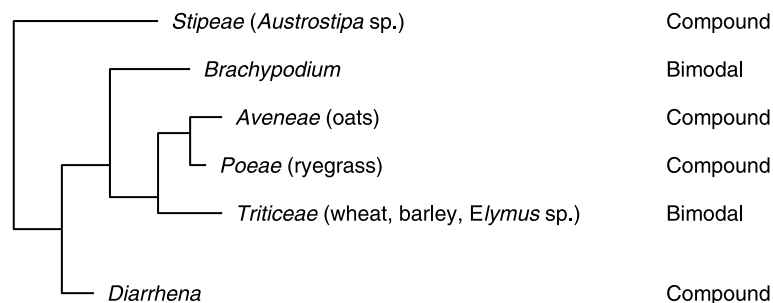 Stipeae (Austrostipa sp.) Compound
Brachypodium Bimodal
Aveneae (oats) Compound
Poeae (ryegrass) Compound
Triticeae (wheat, barley, Elymus sp.) Bimodal
Diarrhena Compound